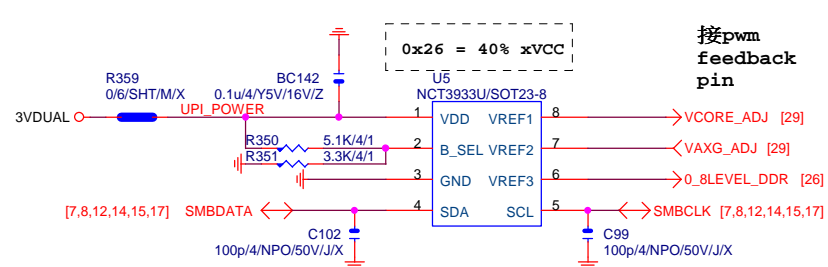 0x26 = 40% xVCC
接pwm
feedback
pin
R359
0/6/SHT/M/X
BC142
0.1u/4/Y5V/16V/Z
U5
NCT3933U/SOT23-8
3VDUAL
UPI_POWER
1
VDD
VREF1
8
VCORE_ADJ [29]
R350
5.1K/4/1
R351
3.3K/4/1
2
B_SEL
VREF2
7
VAXG_ADJ [29]
3
GND
VREF3
6
0_8LEVEL_DDR [26]
[7,8,12,14,15,17] SMBDATA
4
SDA
SCL
5
SMBCLK [7,8,12,14,15,17]
C102
100p/4/NPO/50V/J/X
C99
100p/4/NPO/50V/J/X